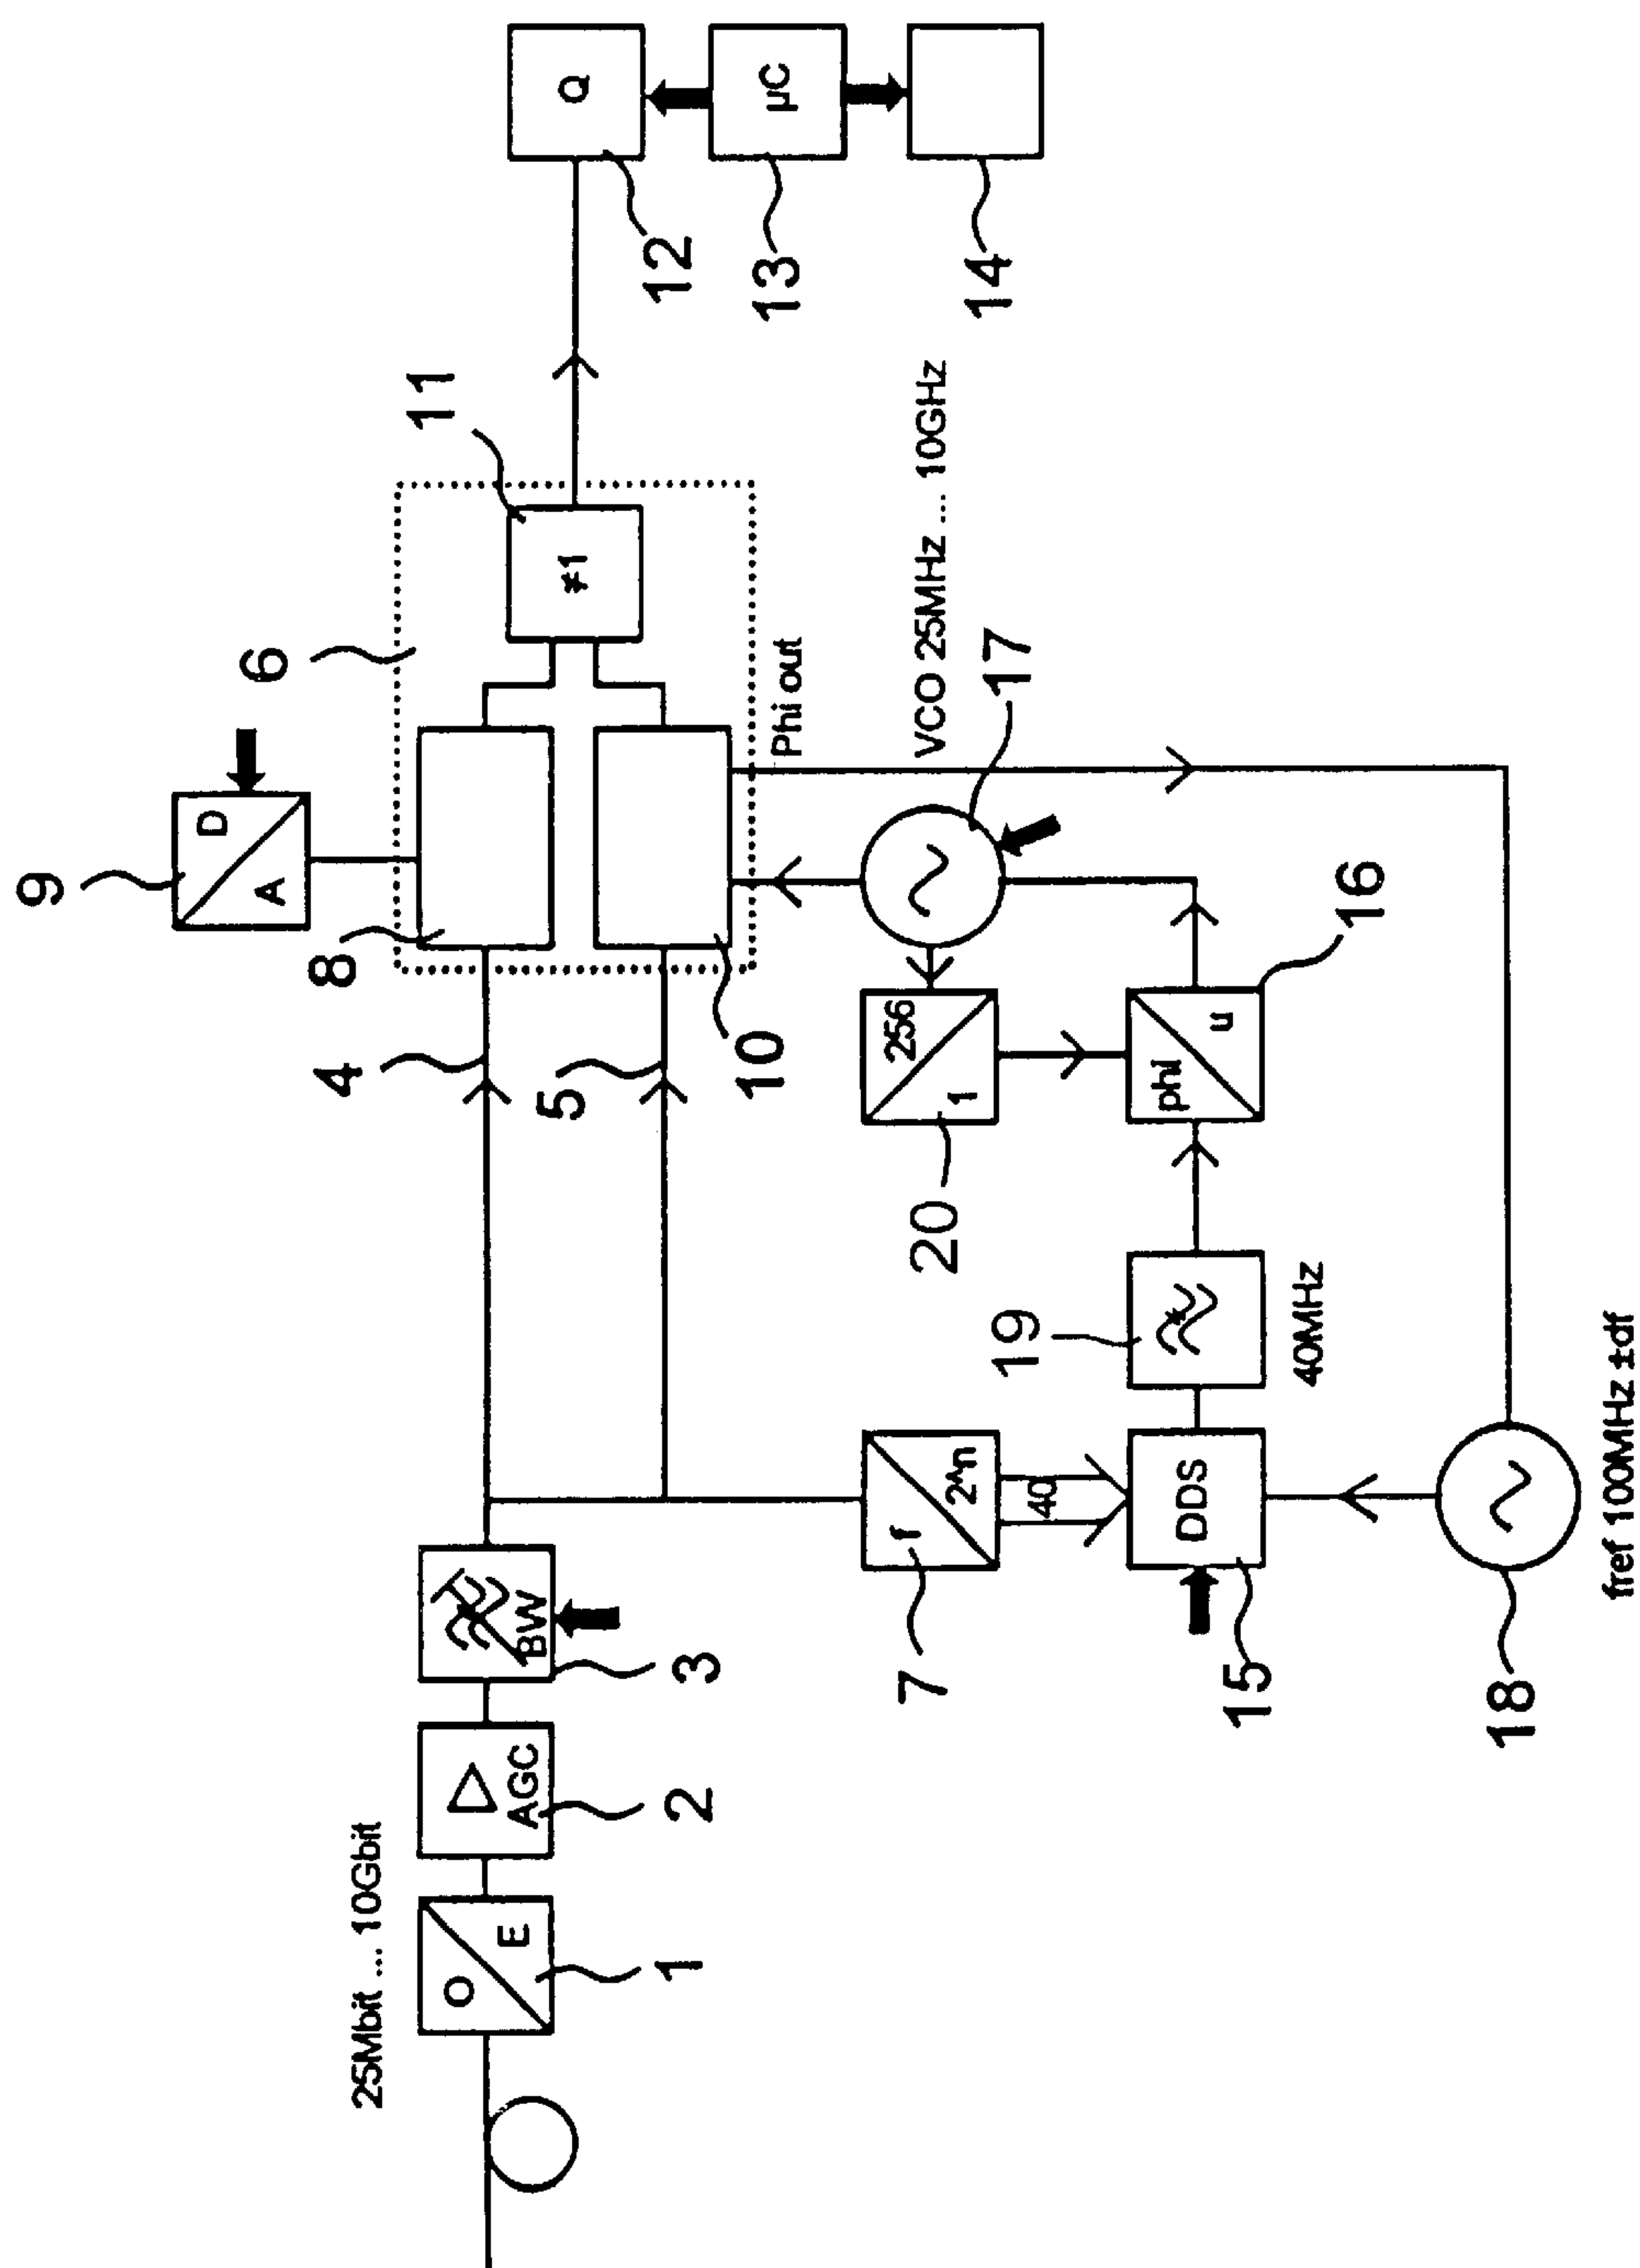 25Mbit ... 10Gbit
O
E
1
AGC
2
BW
3
4
5
6
9
D
A
8
10
11
≠1
Phi out
Q
12
µC
13
14
VCO 25MHz ... 10GHz
17
256
1
20
phi
u
16
f
2^n
40
7
DDS
15
19
40MHz
18
fref 100MHz ±df